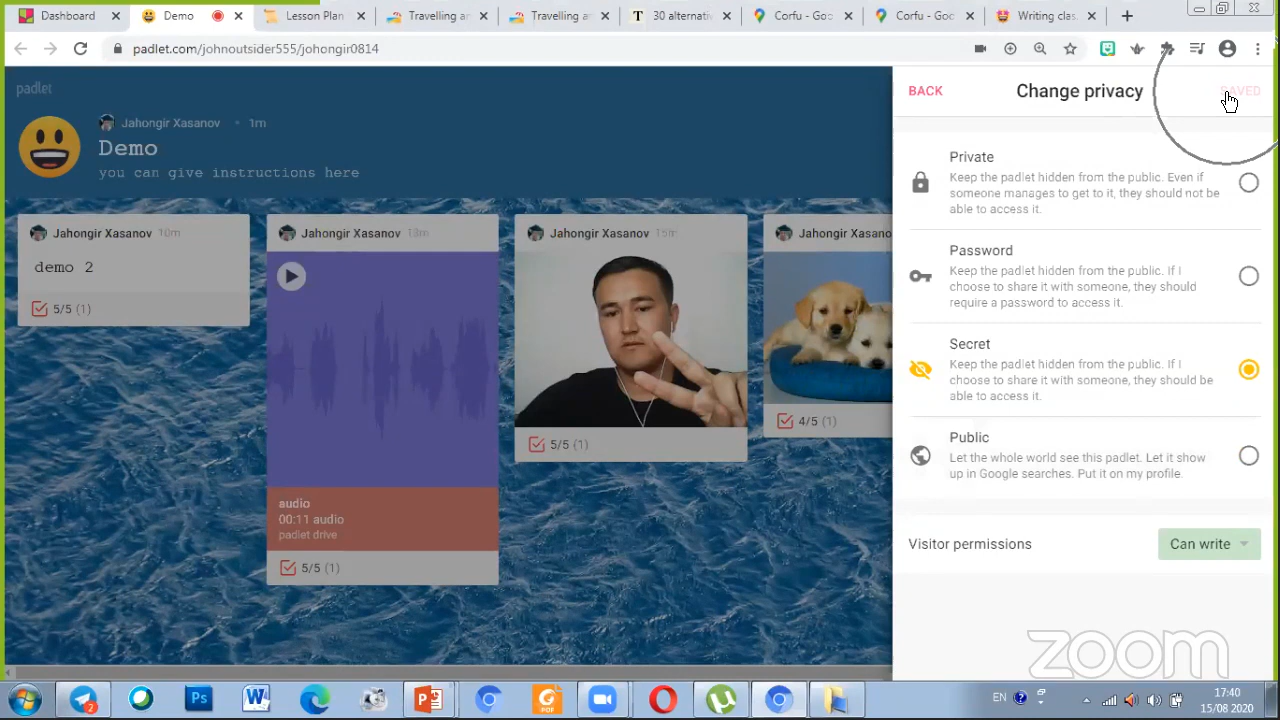 Dashboard
Demo
Lesson Plan
Travelling a
Travelling a
30 alternati
Corfu - Goo
Corfu - Goo
Writing clas
padlet.com/johnoutsider555/johongir0814
padlet
Jahongir Xasanov • 1m
Demo
you can give instructions here
Jahongir Xasanov 10m
demo 2
5/5 (1)
Jahongir Xasanov 13m
audio
00:11 audio
padlet drive
5/5 (1)
Jahongir Xasanov 15m
5/5 (1)
Jahongir Xasano
4/5 (1)
BACK
Change privacy
SAVED
Private
Keep the padlet hidden from the public. Even if
someone manages to get to it, they should not be
able to access it.
Password
Keep the padlet hidden from the public. If I
choose to share it with someone, they should
require a password to access it.
Secret
Keep the padlet hidden from the public. If I
choose to share it with someone, they should be
able to access it.
Public
Let the whole world see this padlet. Let it show
up in Google searches. Put it on my profile.
Visitor permissions
Can write
zoom
2
Ps
PDF
EN
17:40
15/08 2020